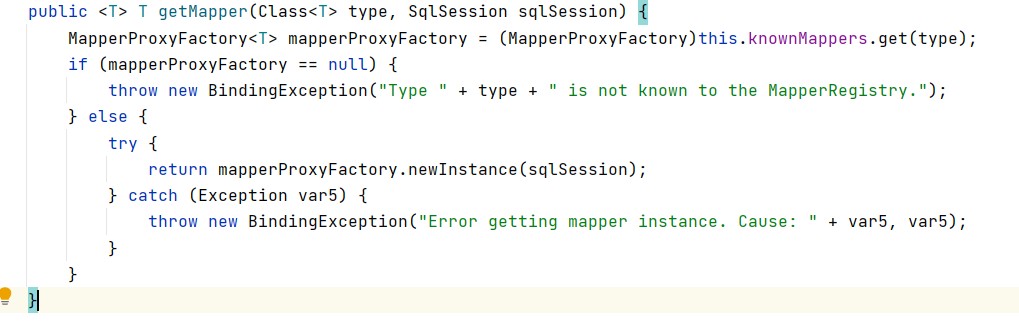 public <T> T getMapper(Class<T> type, SqlSession sqlSession) {
    MapperProxyFactory<T> mapperProxyFactory = (MapperProxyFactory)this.knownMappers.get(type);
    if (mapperProxyFactory == null) {
        throw new BindingException("Type " + type + " is not known to the MapperRegistry.");
    } else {
        try {
            return mapperProxyFactory.newInstance(sqlSession);
        } catch (Exception var5) {
            throw new BindingException("Error getting mapper instance. Cause: " + var5, var5);
        }
    }
}